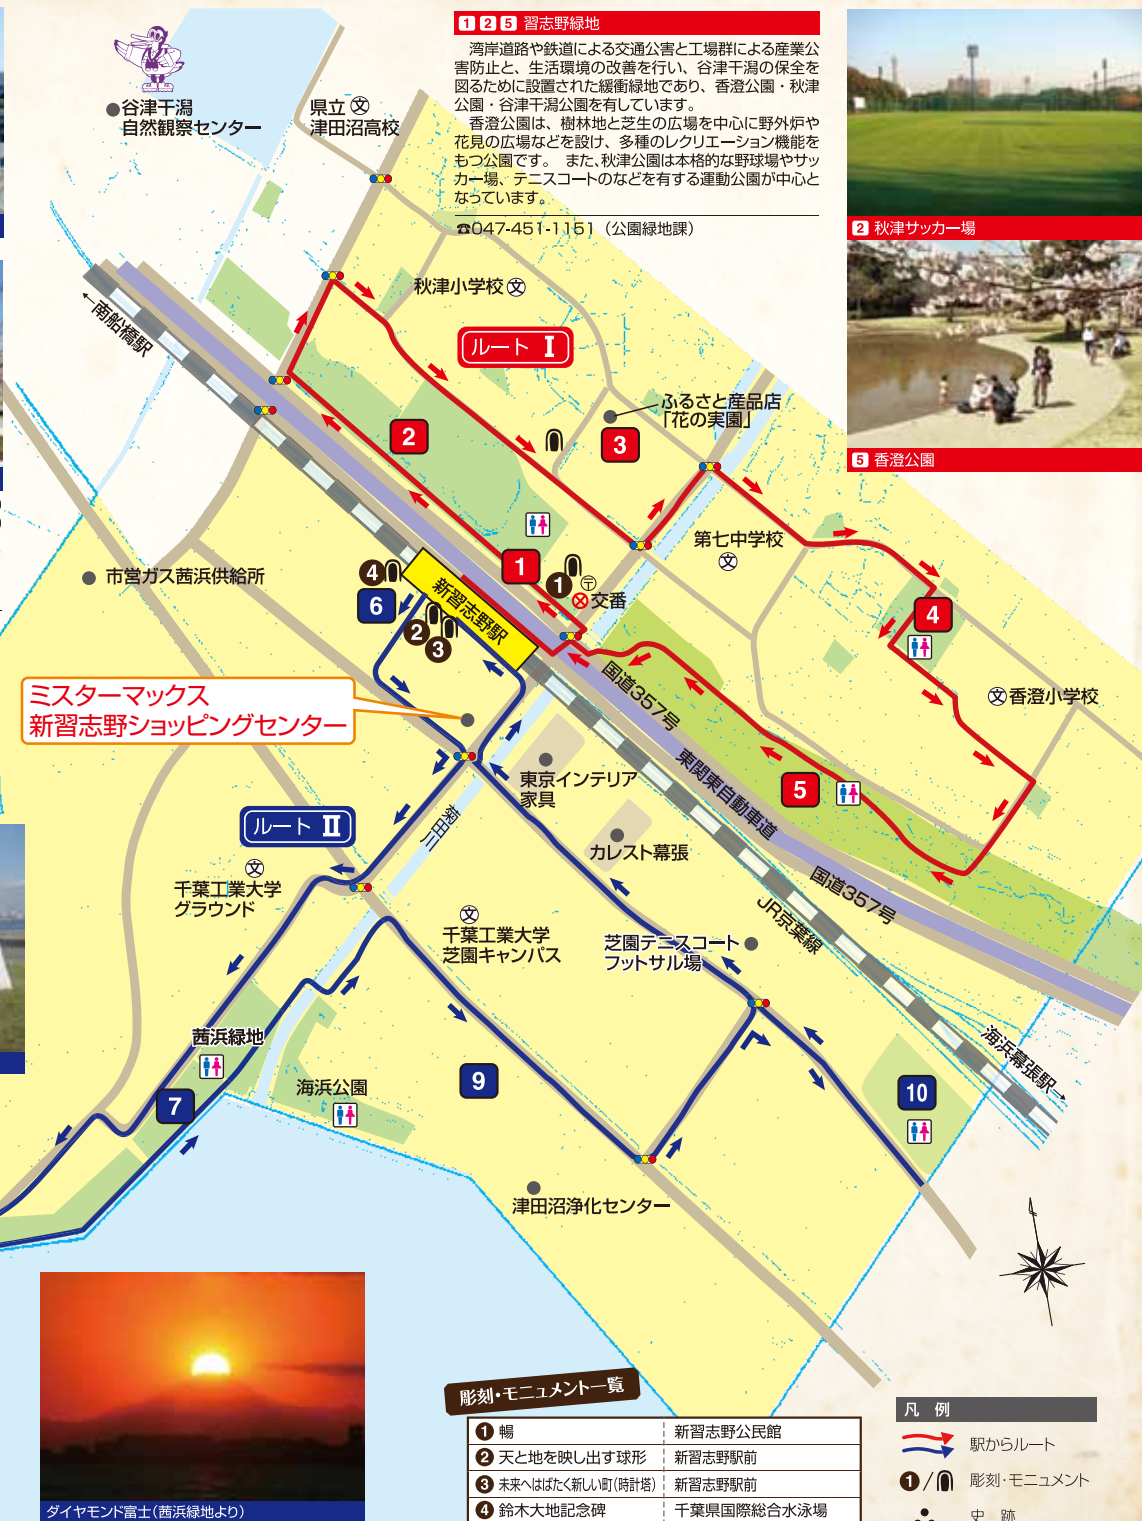 1 2 5 習志野緑地
湾岸道路や鉄道による交通公害と工場群による産業公
害防止と、生活環境の改善を行い、谷津干潟の保全を
図るために設置された緩衝緑地であり、香澄公園・秋津
公園・谷津干潟公園を有しています。
香澄公園は、樹林地と芝生の広場を中心に野外炉や
花見の広場などを設け、多種のレクリエーション機能を
もつ公園です。 また、秋津公園は本格的な野球場やサッ
カー場、テニスコートのなどを有する運動公園が中心と
なっています。
☎047-451-1151（公園緑地課）
2 秋津サッカー場
5 香澄公園
谷津干潟
自然観察センター
県立 文
津田沼高校
←南船橋駅
秋津小学校 文
ルート Ⅰ
ふるさと産品店
「花の実園」
2
3
第七中学校
文
1
1
〒
交番
4
6
新習志野駅
2
3
市営ガス茜浜供給所
4
文 香澄小学校
国道357号
ミスターマックス
新習志野ショッピングセンター
東関東自動車道
5
東京インテリア
家具
菊田川
ルート Ⅱ
カレスト幕張
国道357号
JR京葉線
文
千葉工業大学
グラウンド
文
千葉工業大学
芝園キャンパス
芝園テニスコート
フットサル場
茜浜緑地
海浜幕張駅→
7
海浜公園
9
10
津田沼浄化センター
ダイヤモンド富士（茜浜緑地より）
彫刻・モニュメント一覧
1 暢 新習志野公民館
2 天と地を映し出す球形 新習志野駅前
3 未来へはばたく新しい町（時計塔） 新習志野駅前
4 鈴木大地記念碑 千葉県国際総合水泳場
凡 例
駅からルート
1／ 彫刻・モニュメント
史 跡